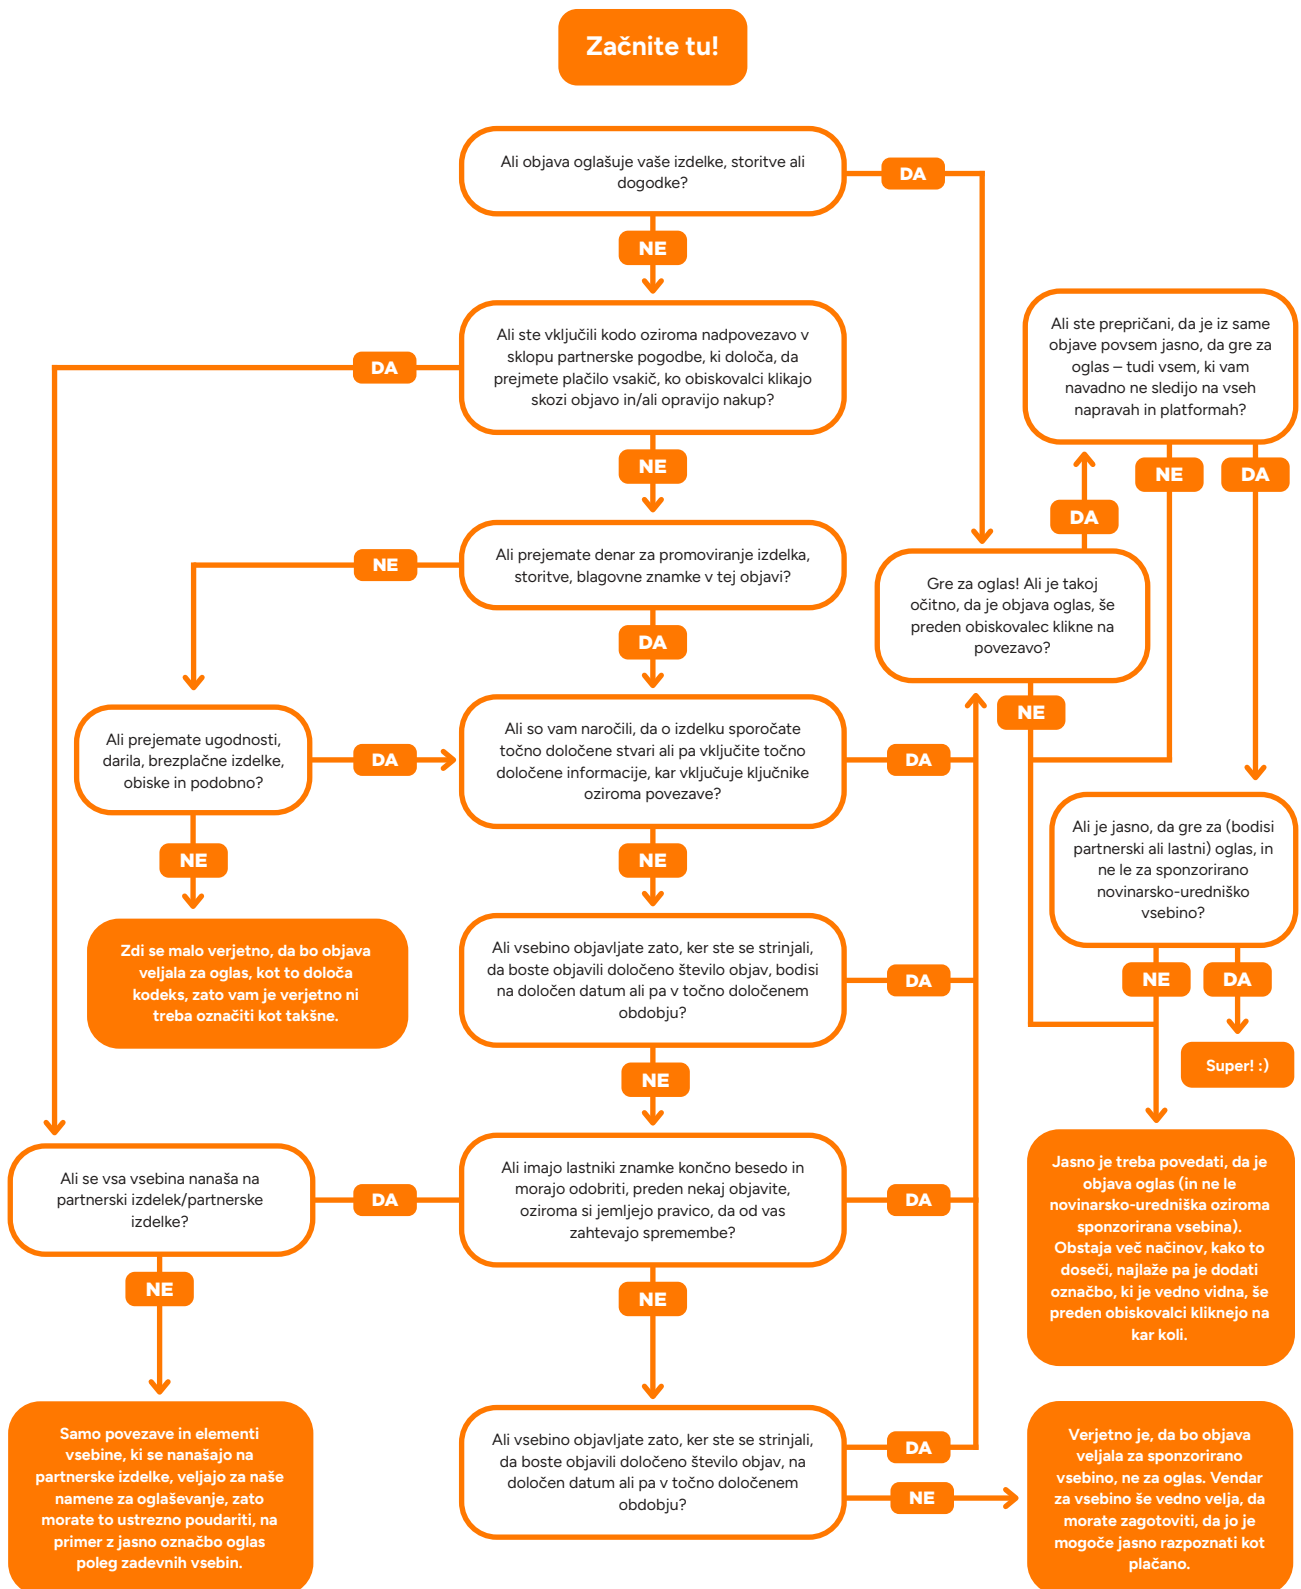 Začnite tu!
Ali objava oglašuje vaše izdelke, storitve ali
dogodke?
DA
NE
Ali ste vključili kodo oziroma nadpovezavo v
sklopu partnerske pogodbe, ki določa, da
prejmete plačilo vsakič, ko obiskovalci klikajo
skozi objavo in/ali opravijo nakup?
DA
NE
Ali ste prepričani, da je iz same
objave povsem jasno, da gre za
oglas – tudi vsem, ki vam
navadno ne sledijo na vseh
napravah in platformah?
NE
DA
DA
Ali prejemate denar za promoviranje izdelka,
storitve, blagovne znamke v tej objavi?
NE
DA
Gre za oglas! Ali je takoj
očitno, da je objava oglas, še
preden obiskovalec klikne na
povezavo?
NE
Ali prejemate ugodnosti,
darila, brezplačne izdelke,
obiske in podobno?
DA
NE
Ali so vam naročili, da o izdelku sporočate
točno določene stvari ali pa vključite točno
določene informacije, kar vključuje ključnike
oziroma povezave?
DA
NE
Ali je jasno, da gre za (bodisi
partnerski ali lastni) oglas, in
ne le za sponzorirano
novinarsko-uredniško
vsebino?
NE
DA
Super! :)
Zdi se malo verjetno, da bo objava
veljala za oglas, kot to določa
kodeks, zato vam je verjetno ni
treba označiti kot takšne.
Ali vsebino objavljate zato, ker ste se strinjali,
da boste objavili določeno število objav, bodisi
na določen datum ali pa v točno določenem
obdobju?
DA
NE
Ali se vsa vsebina nanaša na
partnerski izdelek/partnerske
izdelke?
DA
NE
Ali imajo lastniki znamke končno besedo in
morajo odobriti, preden nekaj objavite,
oziroma si jemljejo pravico, da od vas
zahtevajo spremembe?
DA
NE
Jasno je treba povedati, da je
objava oglas (in ne le
novinarsko-uredniška oziroma
sponzorirana vsebina).
Obstaja več načinov, kako to
doseči, najlaže pa je dodati
označbo, ki je vedno vidna, še
preden obiskovalci kliknejo na
kar koli.
Samo povezave in elementi
vsebine, ki se nanašajo na
partnerske izdelke, veljajo za naše
namene za oglaševanje, zato
morate to ustrezno poudariti, na
primer z jasno označbo oglas
poleg zadevnih vsebin.
Ali vsebino objavljate zato, ker ste se strinjali,
da boste objavili določeno število objav, na
določen datum ali pa v točno določenem
obdobju?
DA
NE
Verjetno je, da bo objava
veljala za sponzorirano
vsebino, ne za oglas. Vendar
za vsebino še vedno velja, da
morate zagotoviti, da jo je
mogoče jasno razpoznati kot
plačano.